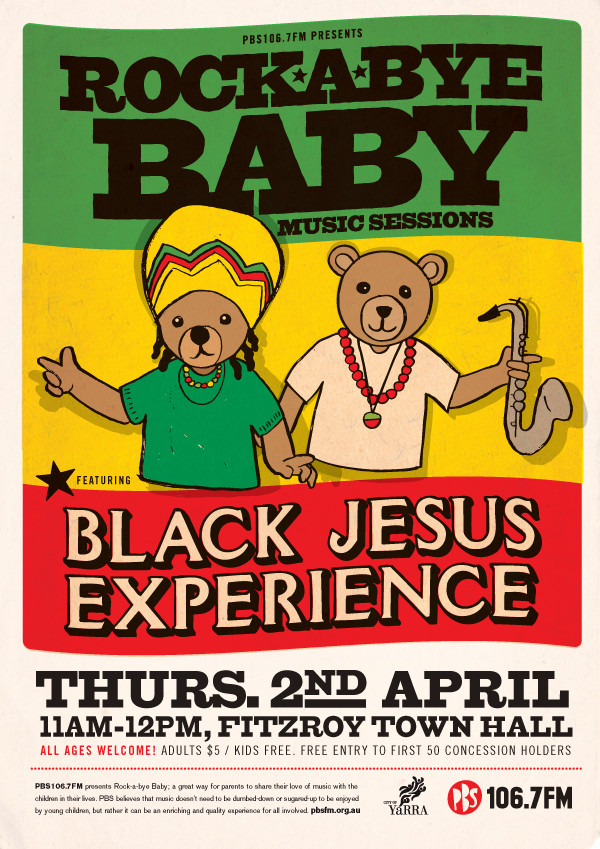 PBS106.7FM PRESENTS
ROCK★A★BYE
BABY
MUSIC SESSIONS
FEATURING
BLACK JESUS
EXPERIENCE
THURS. 2ND APRIL
11AM-12PM, FITZROY TOWN HALL
ALL AGES WELCOME! ADULTS $5 / KIDS FREE. FREE ENTRY TO FIRST 50 CONCESSION HOLDERS
PBS106.7FM presents Rock-a-bye Baby; a great way for parents to share their love of music with the
children in their lives. PBS believes that music doesn't need to be dumbed-down or sugared-up to be enjoyed
by young children, but rather it can be an enriching and quality experience for all involved. pbsfm.org.au
CITY OF
YaRRA
PBS 106.7FM